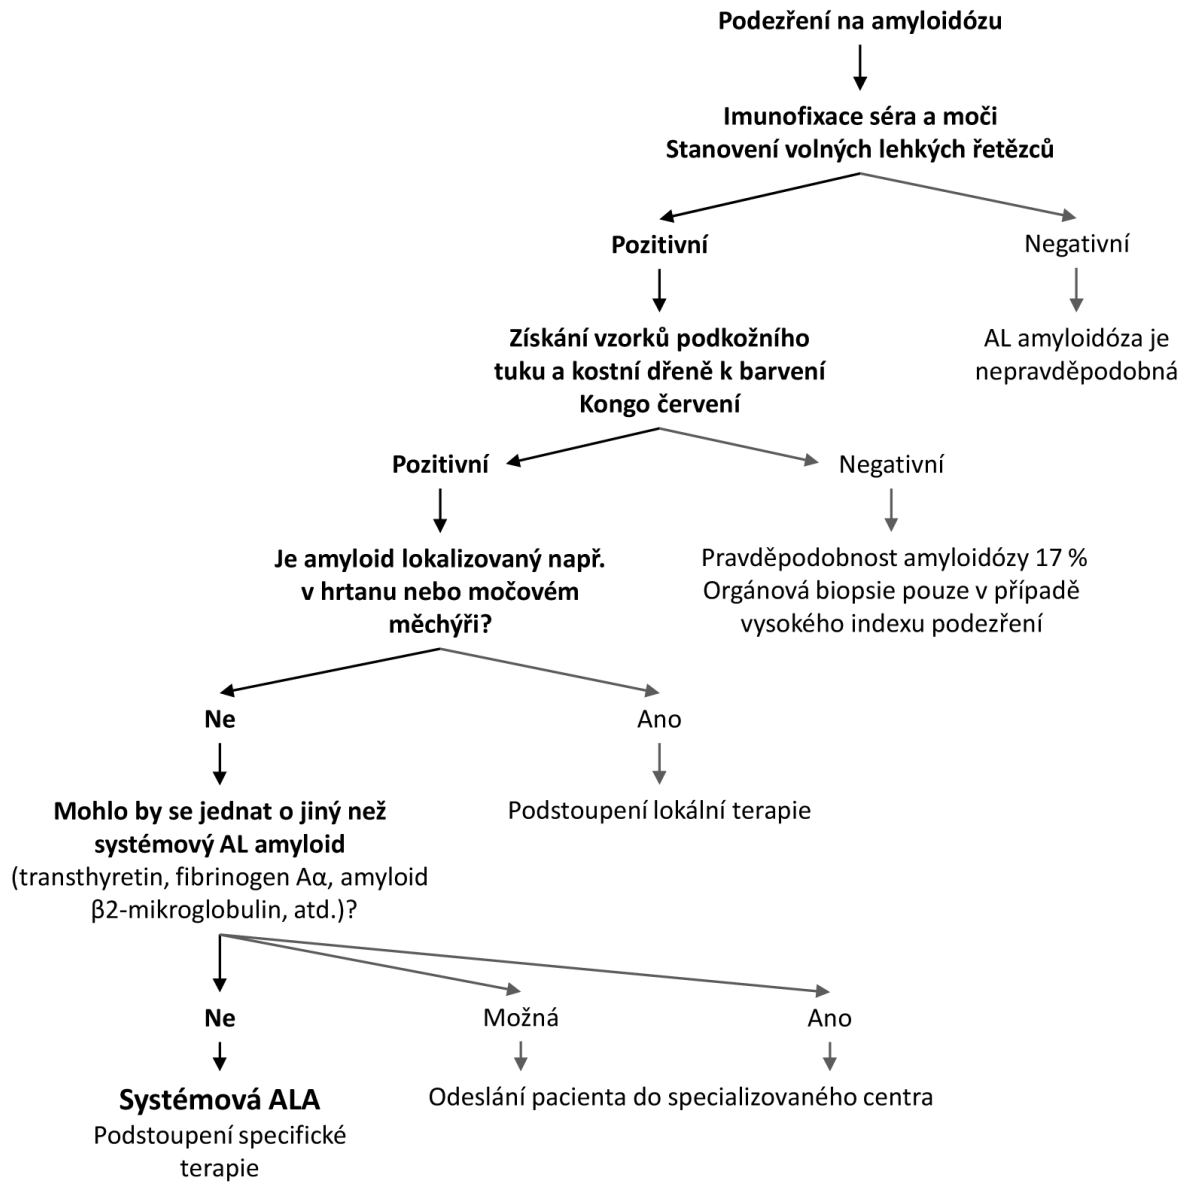 Podezření na amyloidózu
Imunofixace séra a moči
Stanovení volných lehkých řetězců
Pozitivní
Negativní
Získání vzorků podkožního
tuku a kostní dřeně k barvení
Kongo červení
AL amyloidóza je
nepravděpodobná
Pozitivní
Negativní
Je amyloid lokalizovaný např.
v hrtanu nebo močovém
měchýři?
Pravděpodobnost amyloidózy 17 %
Orgánová biopsie pouze v případě
vysokého indexu podezření
Ne
Ano
Mohlo by se jednat o jiný než
systémový AL amyloid
(transthyretin, fibrinogen Aα, amyloid
β2-mikroglobulin, atd.)?
Podstoupení lokální terapie
Ne
Možná
Ano
Systémová ALA
Podstoupení specifické
terapie
Odeslání pacienta do specializovaného centra